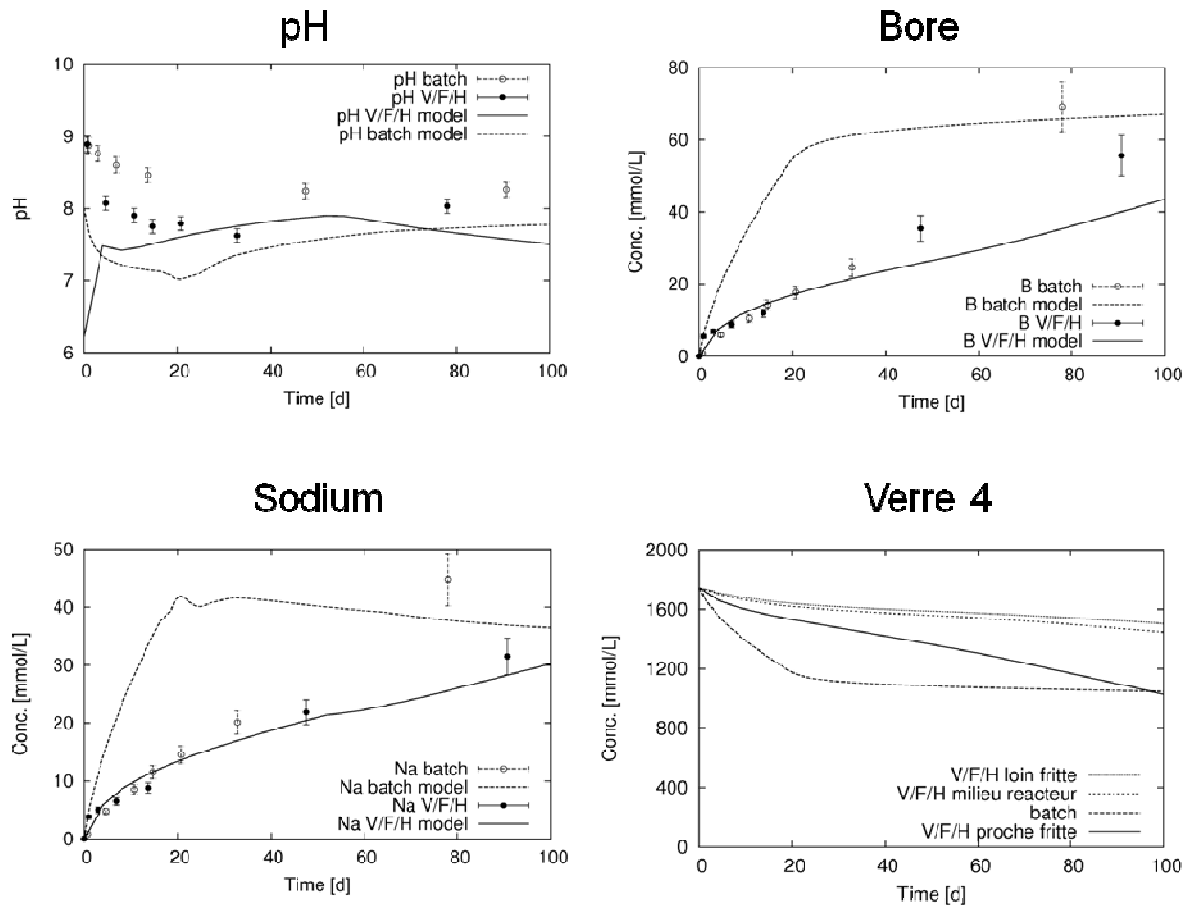 pH
10
9
8
7
6
pH
pH batch
pH V/F/H
pH V/F/H model
pH batch model
0
20
40
60
80
100
Time [d]
Bore
80
60
40
20
0
Conc. [mmol/L]
B batch
B batch model
B V/F/H
B V/F/H model
0
20
40
60
80
100
Time [d]
Sodium
50
40
30
20
10
0
Conc. [mmol/L]
Na batch
Na batch model
Na V/F/H
Na V/F/H model
0
20
40
60
80
100
Time [d]
Verre 4
2000
1600
1200
800
400
0
Conc. [mmol/L]
V/F/H loin fritte
V/F/H milieu reacteur
batch
V/F/H proche fritte
0
20
40
60
80
100
Time [d]